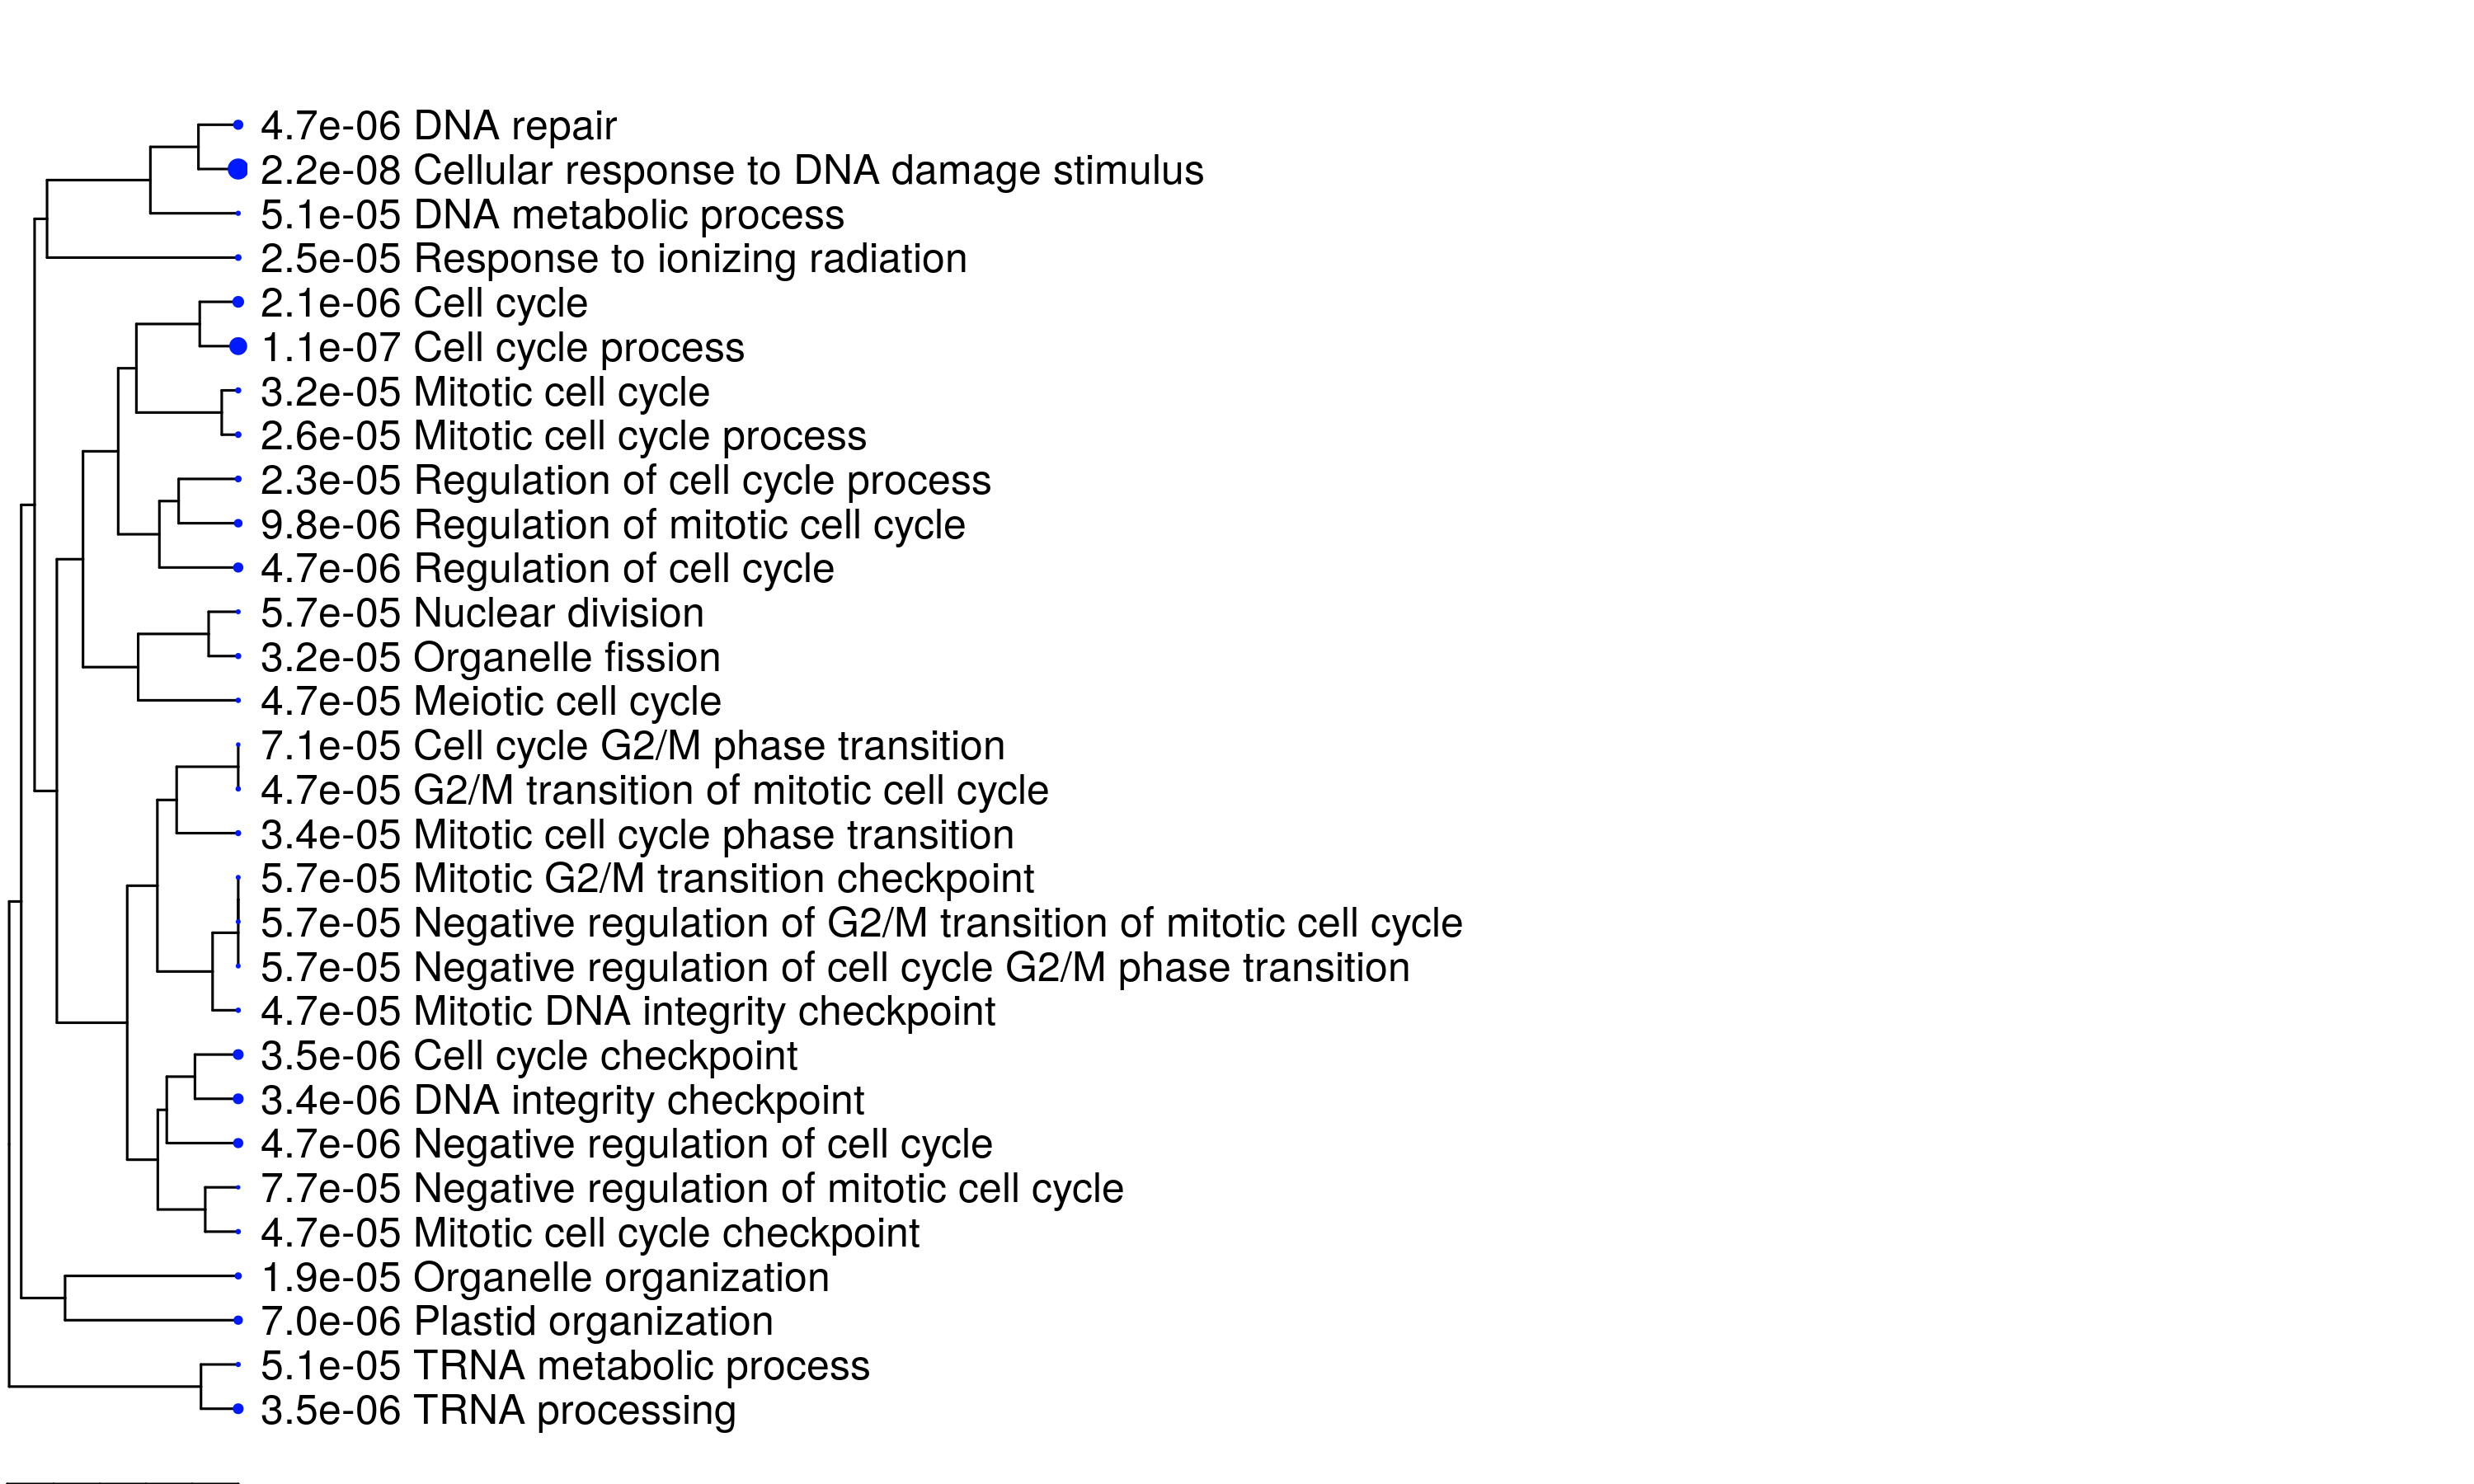 4.7e-06 DNA repair
2.2e-08 Cellular response to DNA damage stimulus
5.1e-05 DNA metabolic process
2.5e-05 Response to ionizing radiation
2.1e-06 Cell cycle
1.1e-07 Cell cycle process
3.2e-05 Mitotic cell cycle
2.6e-05 Mitotic cell cycle process
2.3e-05 Regulation of cell cycle process
9.8e-06 Regulation of mitotic cell cycle
4.7e-06 Regulation of cell cycle
5.7e-05 Nuclear division
3.2e-05 Organelle fission
4.7e-05 Meiotic cell cycle
7.1e-05 Cell cycle G2/M phase transition
4.7e-05 G2/M transition of mitotic cell cycle
3.4e-05 Mitotic cell cycle phase transition
5.7e-05 Mitotic G2/M transition checkpoint
5.7e-05 Negative regulation of G2/M transition of mitotic cell cycle
5.7e-05 Negative regulation of cell cycle G2/M phase transition
4.7e-05 Mitotic DNA integrity checkpoint
3.5e-06 Cell cycle checkpoint
3.4e-06 DNA integrity checkpoint
4.7e-06 Negative regulation of cell cycle
7.7e-05 Negative regulation of mitotic cell cycle
4.7e-05 Mitotic cell cycle checkpoint
1.9e-05 Organelle organization
7.0e-06 Plastid organization
5.1e-05 TRNA metabolic process
3.5e-06 TRNA processing